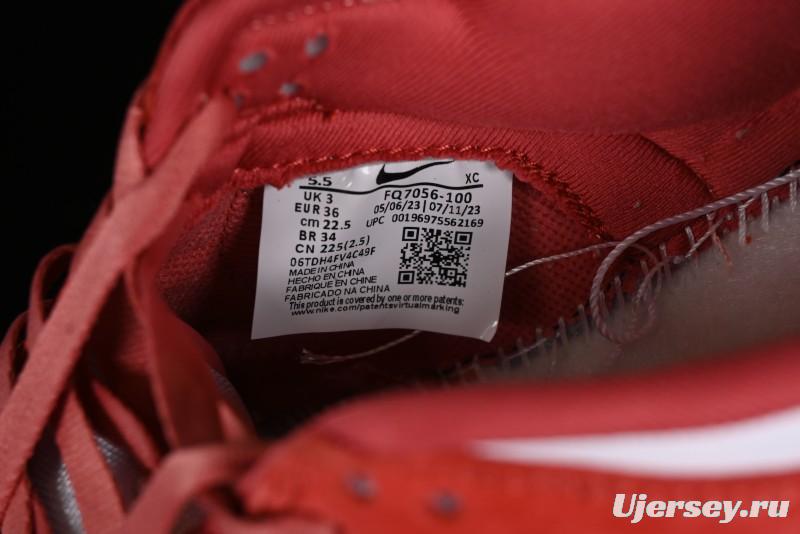 5.5 XC
UK 3 FQ7056-100
EUR 36 05/06/23 | 07/11/23
cm 22.5 UPC 00196975562169
BR 34
CN 225(2.5)
06TDH4FV4C49F
MADE IN CHINA
HECHO EN CHINA
FABRIQUE EN CHINE
FABRICADO NA CHINA
This product is covered by one or more patents:
www.nike.com/patentsvirtualmarking
Ujersey.ru